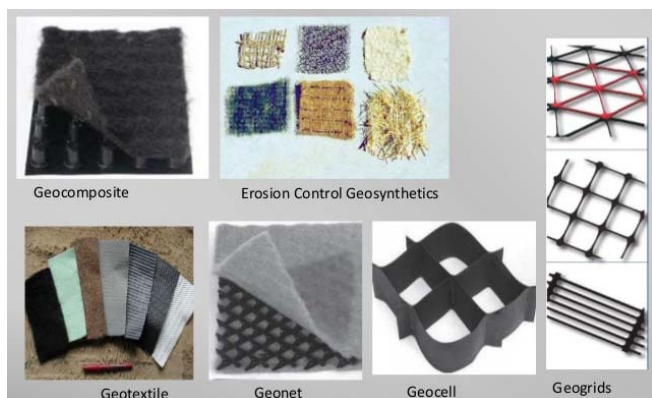 Geocomposite
Erosion Control Geosynthetics
Geotextile
Geonet
Geocell
Geogrids